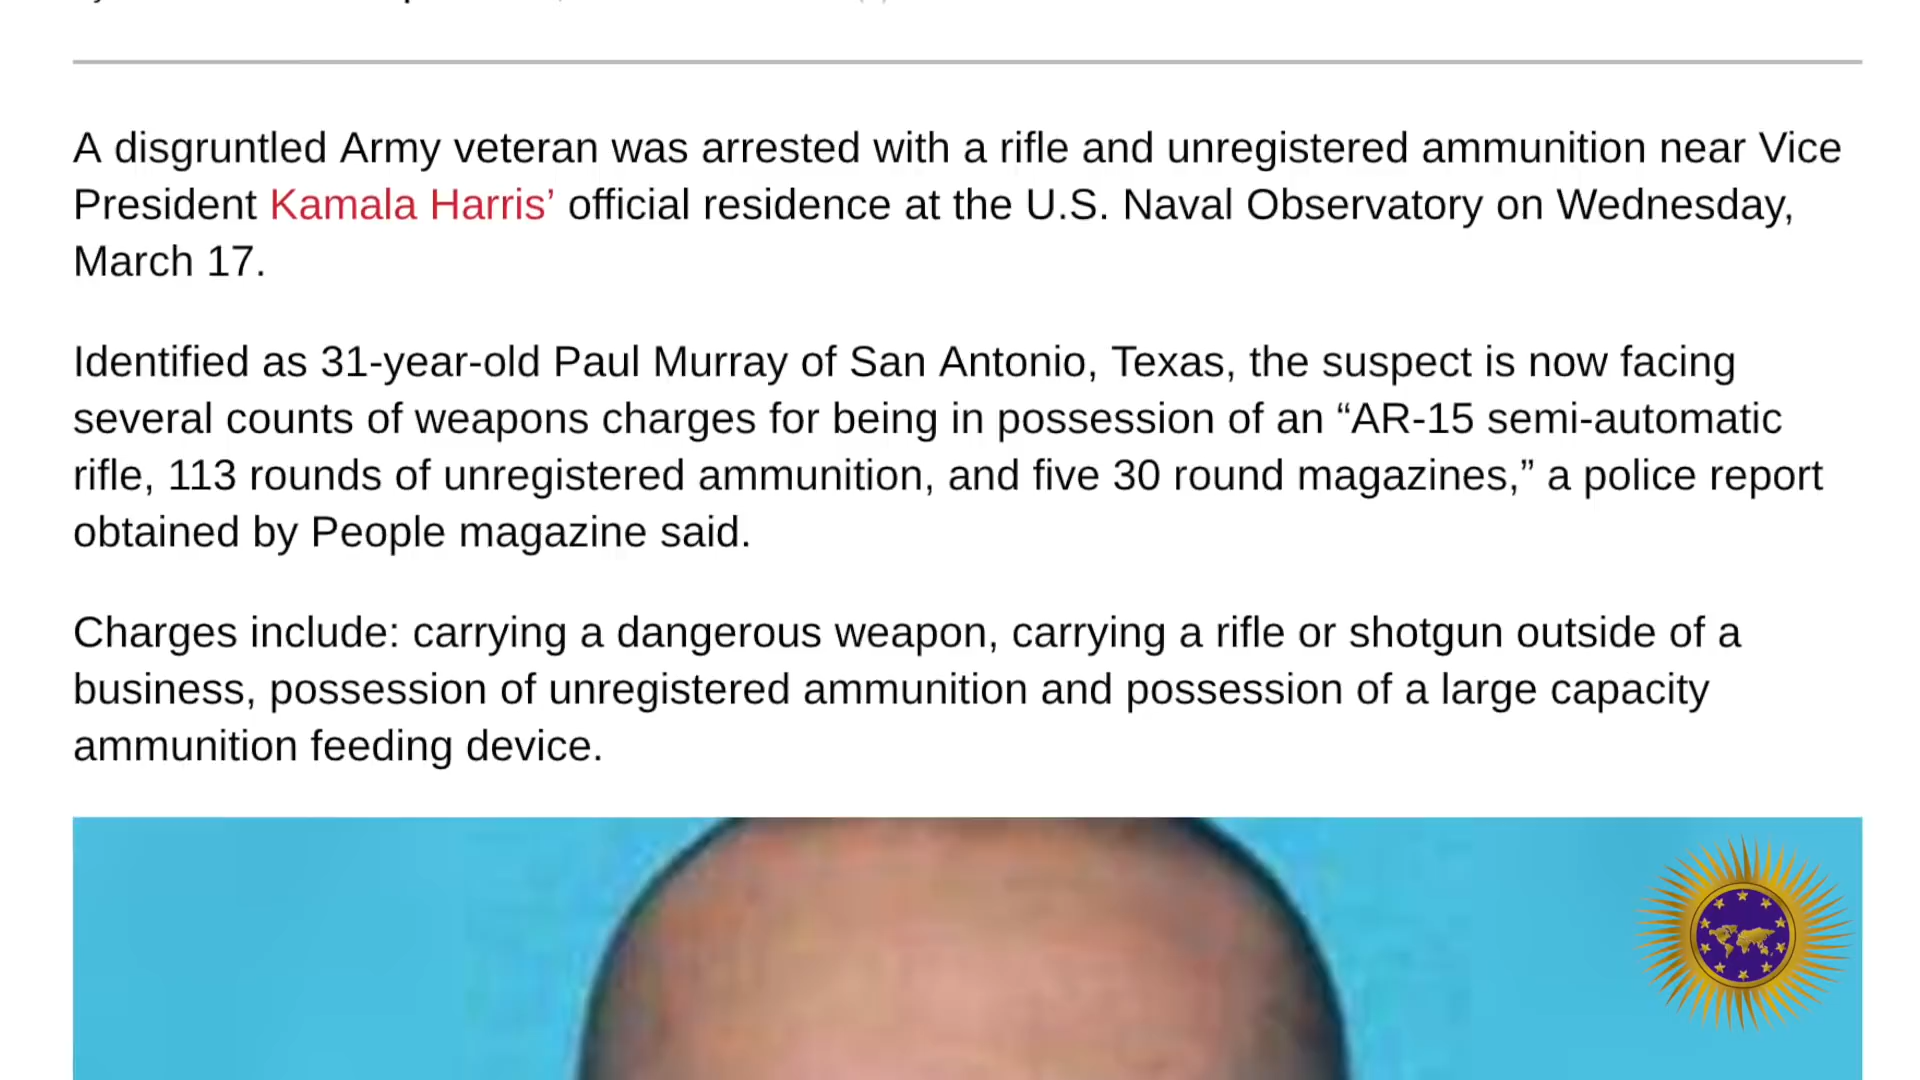 A disgruntled Army veteran was arrested with a rifle and unregistered ammunition near Vice
President Kamala Harris’ official residence at the U.S. Naval Observatory on Wednesday,
March 17.
Identified as 31-year-old Paul Murray of San Antonio, Texas, the suspect is now facing
several counts of weapons charges for being in possession of an “AR-15 semi-automatic
rifle, 113 rounds of unregistered ammunition, and five 30 round magazines,” a police report
obtained by People magazine said.
Charges include: carrying a dangerous weapon, carrying a rifle or shotgun outside of a
business, possession of unregistered ammunition and possession of a large capacity
ammunition feeding device.